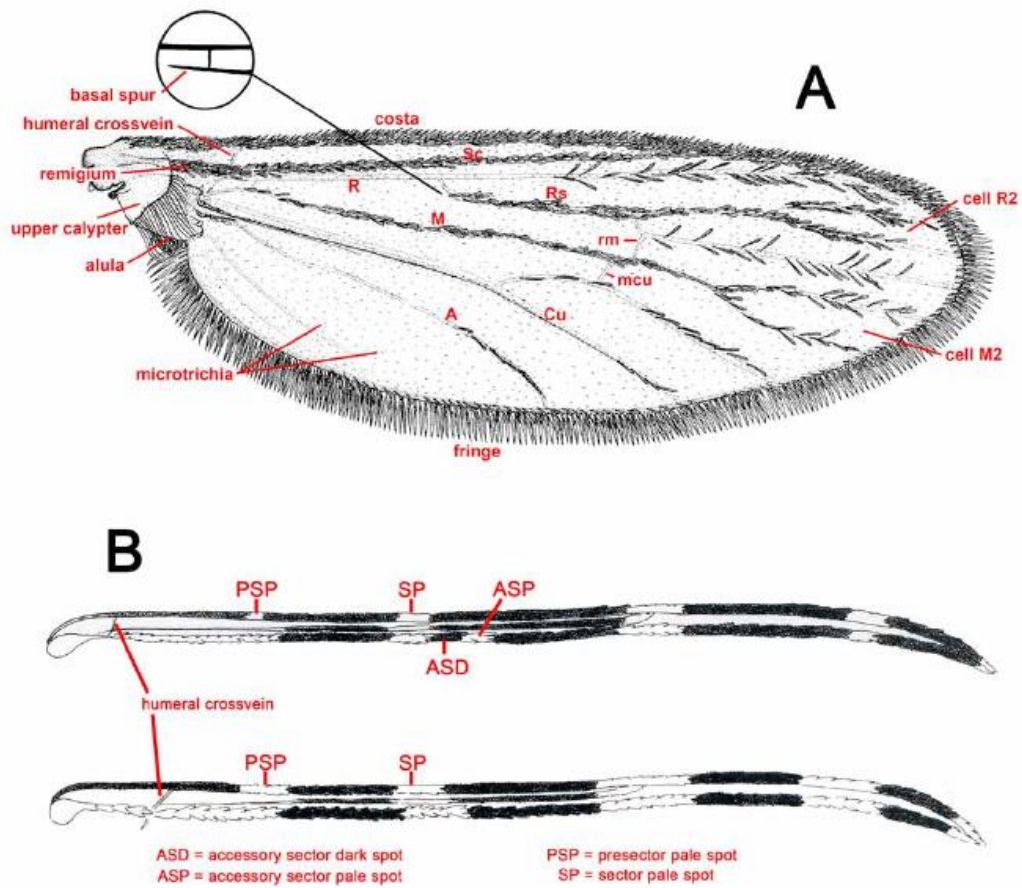 A
basal spur
humeral crossvein
costa
remigium
Sc
R
Rs
cell R2
upper calypter
M
rm
alula
mcu
A
Cu
microtrichia
cell M2
fringe
B
PSP
SP
ASP
ASD
humeral crossvein
PSP
SP
ASD = accessory sector dark spot
ASP = accessory sector pale spot
PSP = presector pale spot
SP = sector pale spot